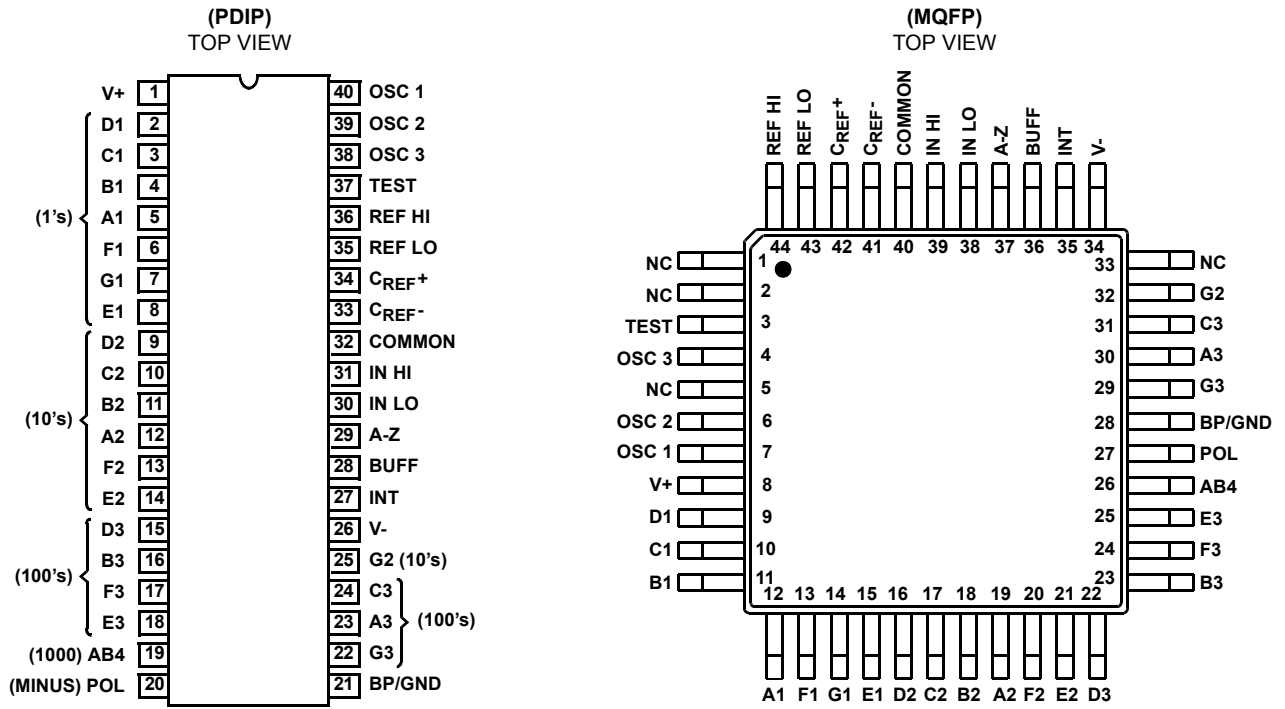 (PDIP)
TOP VIEW
V+ 1
D1 2
C1 3
B1 4
(1's) A1 5
F1 6
G1 7
E1 8
D2 9
C2 10
B2 11
(10's)
A2 12
F2 13
E2 14
D3 15
B3 16
(100's)
F3 17
E3 18
(1000) AB4 19
(MINUS) POL 20
40 OSC 1
39 OSC 2
38 OSC 3
37 TEST
36 REF HI
35 REF LO
34 CREF+
33 CREF-
32 COMMON
31 IN HI
30 IN LO
29 A-Z
28 BUFF
27 INT
26 V-
25 G2 (10's)
24 C3
23 A3 (100's)
22 G3
21 BP/GND
(MQFP)
TOP VIEW
REF HI REF LO CREF+ CREF- COMMON IN HI IN LO A-Z BUFF INT V-
44 43 42 41 40 39 38 37 36 35 34
NC 1
NC 2
TEST 3
OSC 3 4
NC 5
OSC 2 6
OSC 1 7
V+ 8
D1 9
C1 10
B1 11
33 NC
32 G2
31 C3
30 A3
29 G3
28 BP/GND
27 POL
26 AB4
25 E3
24 F3
23 B3
12 13 14 15 16 17 18 19 20 21 22
A1 F1 G1 E1 D2 C2 B2 A2 F2 E2 D3